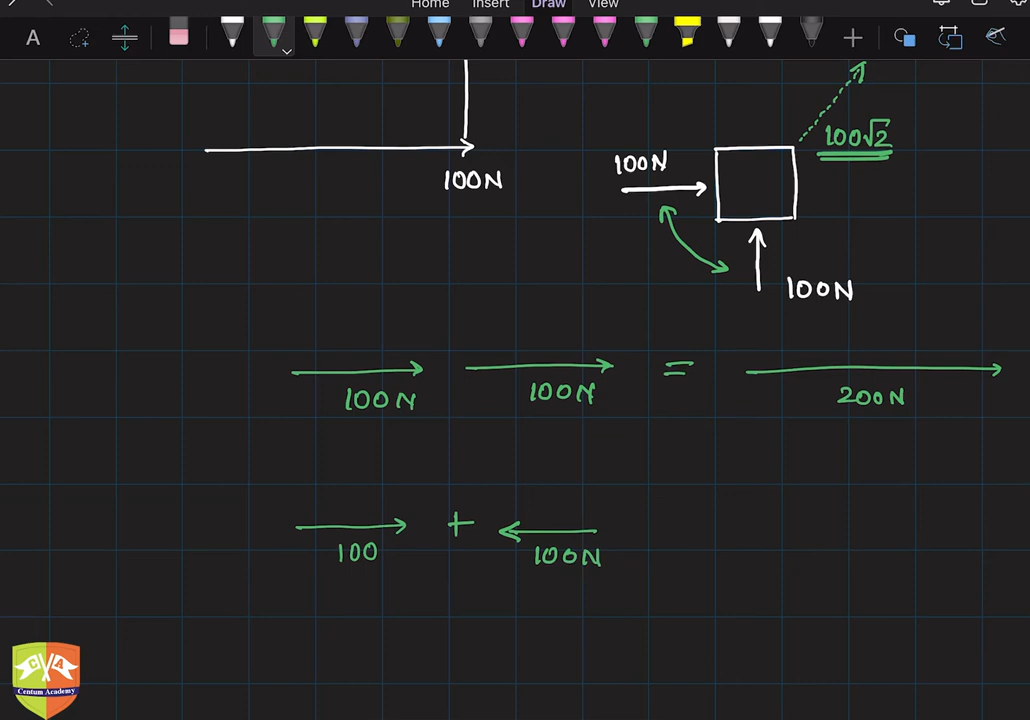 Home Insert Draw View
A
100√2
100N
100N
100N
= 
100N 100N 200N
+
100 100N
C A
Centum Academy